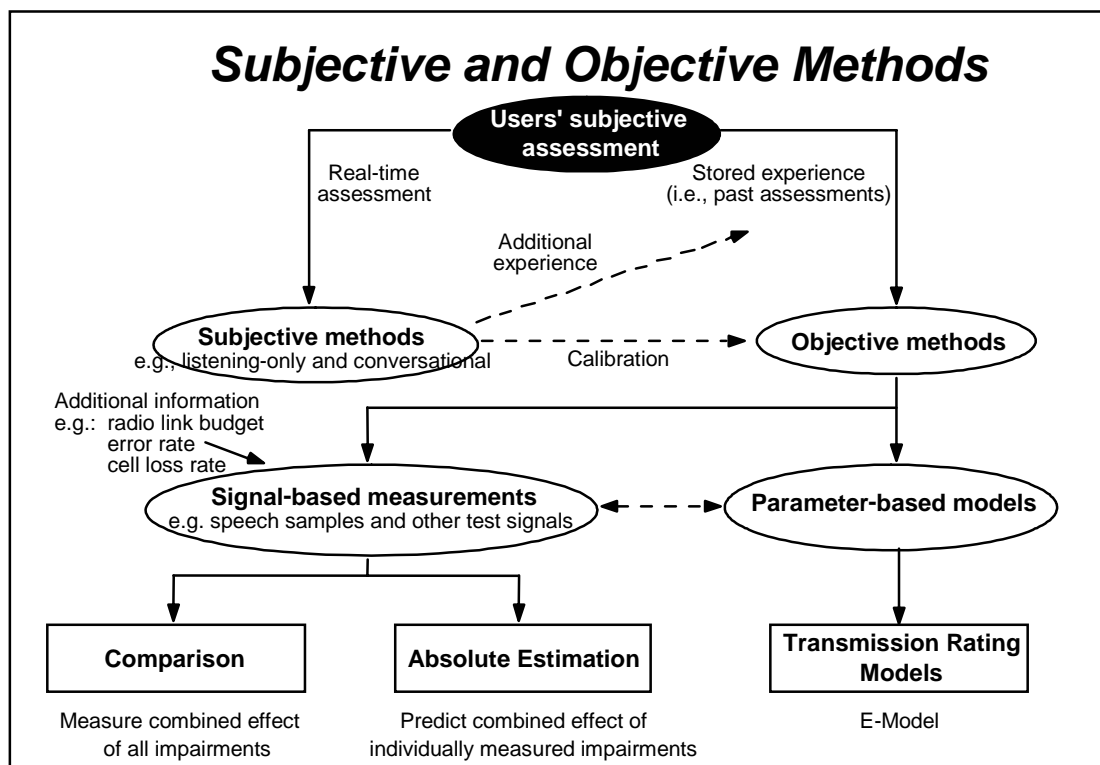 Subjective and Objective Methods
Users' subjective
assessment
Real-time
assessment
Stored experience
(i.e., past assessments)
Additional
experience
Subjective methods
e.g., listening-only and conversational
Calibration
Objective methods
Additional information
e.g.: radio link budget
error rate
cell loss rate
Signal-based measurements
e.g. speech samples and other test signals
Parameter-based models
Comparison
Absolute Estimation
Transmission Rating
Models
Measure combined effect
of all impairments
Predict combined effect of
individually measured impairments
E-Model